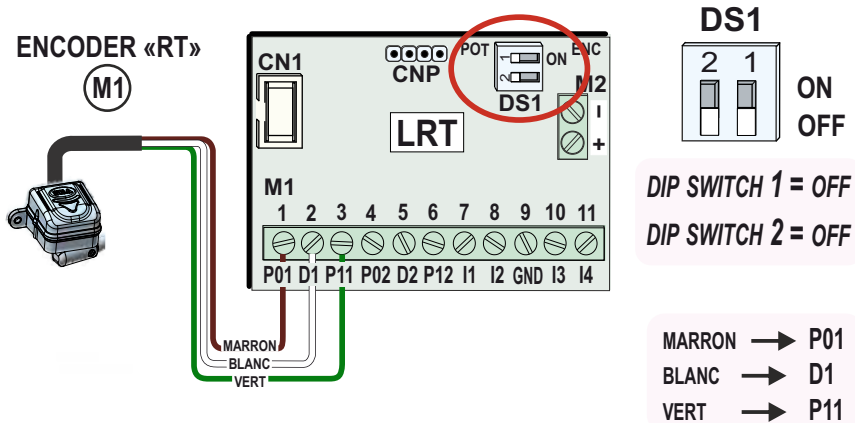 ENCODER «RT»
M1
CN1
CNP
POT
1
2
ON
ENC
DS1
M2
-
+
LRT
M1
1 2 3 4 5 6 7 8 9 10 11
P01 D1 P11 P02 D2 P12 I1 I2 GND I3 I4
MARRON
BLANC
VERT
DS1
2 1
ON
OFF
DIP SWITCH 1 = OFF
DIP SWITCH 2 = OFF
MARRON → P01
BLANC → D1
VERT → P11